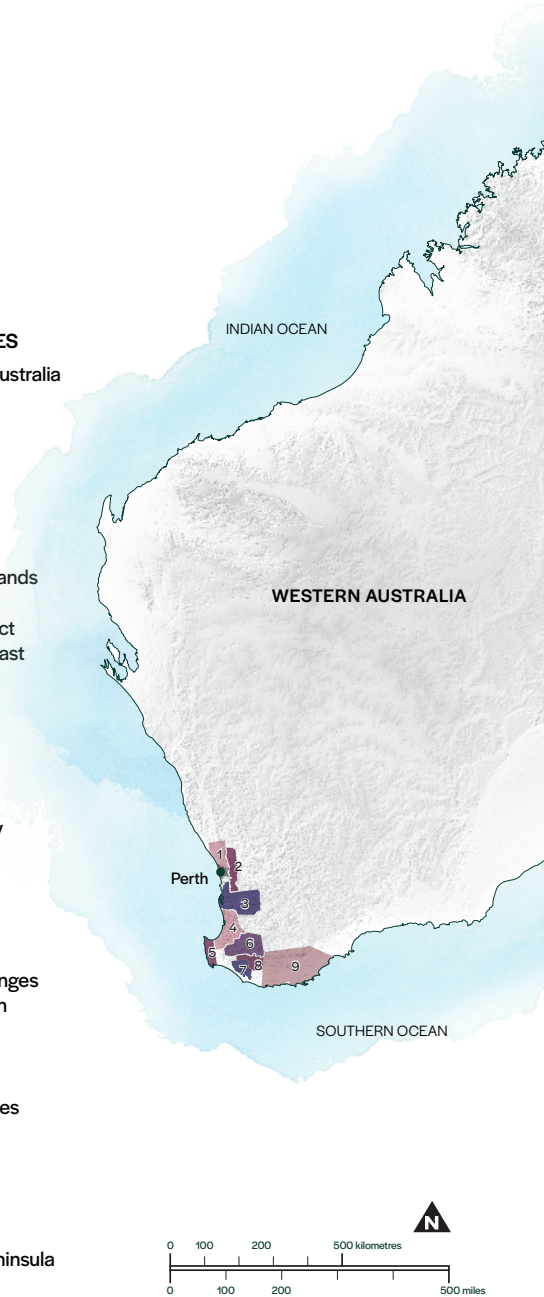 INDIAN OCEAN
ES
ustralia
ands
WESTERN AUSTRALIA
ct
ast
y
1
2
Perth
3
4
5
6
7
8
9
nges
n
SOUTHERN OCEAN
es
N
0 100 200 500 kilometres
ninsula
0 100 200 500 miles